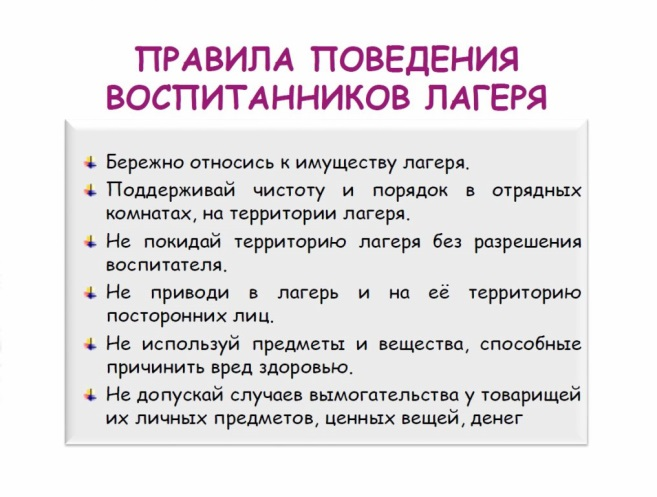 ПРАВИЛА ПОВЕДЕНИЯ
ВОСПИТАННИКОВ ЛАГЕРЯ
Бережно относись к имуществу лагеря.
Поддерживай чистоту и порядок в отрядных
комнатах, на территории лагеря.
Не покидай территорию лагеря без разрешения
воспитателя.
Не приводи в лагерь и на её территорию
посторонних лиц.
Не используй предметы и вещества, способные
причинить вред здоровью.
Не допускай случаев вымогательства у товарищей
их личных предметов, ценных вещей, денег